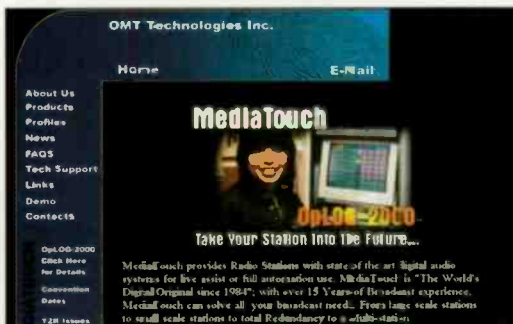 OMT Technologies Inc.
Home E-Mail
About Us
Products
Profiles
News
FAQS
Tech Support
Links
Demo
Contacts
OpLOG-2000
Click Here
for Details
Convention
Dates
Y2K Issues
MediaTouch
OpLOG-2000
Take Your Station Into the Future...
MediaTouch provides Radio Stations with state of the art digital audio
systems for live assist or full automation use. MediaTouch is "The World's
Digital Original since 1984"; with over 15 Years of Broadcast experience,
MediaTouch can solve all your broadcast needs. From large scale stations
to small scale stations to total Redundancy to a Multi-station